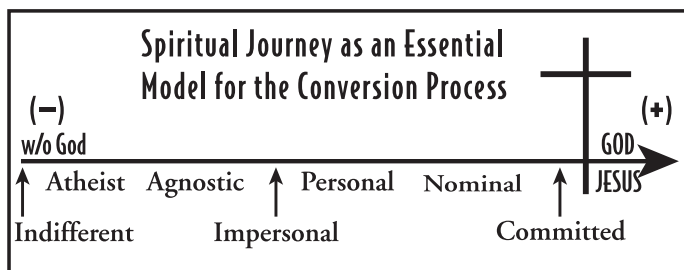 Spiritual Journey as an Essential
Model for the Conversion Process
(–) (+)
w/o God GOD
Atheist Agnostic Personal Nominal JESUS
Indifferent Impersonal Committed